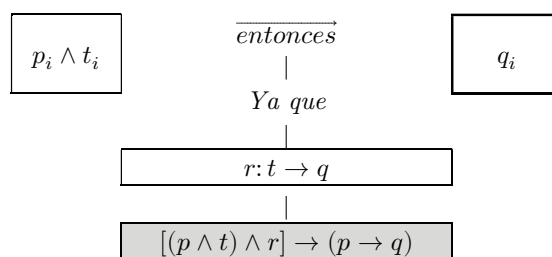 p_i ∧ t_i entonces q_i
Ya que
r: t → q
[(p ∧ t) ∧ r] → (p → q)